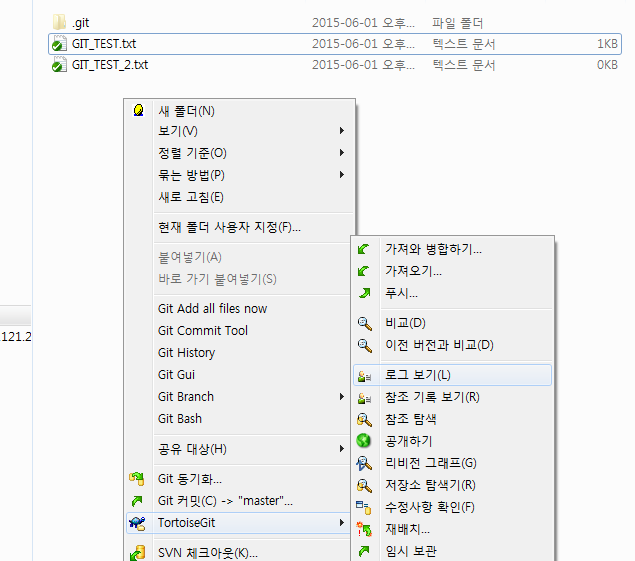 .git 2015-06-01 오후... 파일 폴더
GIT_TEST.txt 2015-06-01 오후... 텍스트 문서 1KB
GIT_TEST_2.txt 2015-06-01 오후... 텍스트 문서 0KB
새 폴더(N)
보기(V)
정렬 기준(O)
묶는 방법(P)
새로 고침(E)
현재 폴더 사용자 지정(F)...
붙여넣기(A)
바로 가기 붙여넣기(S)
Git Add all files now
Git Commit Tool
Git History
Git Gui
Git Branch
Git Bash
공유 대상(H)
Git 동기화...
Git 커밋(C) -> "master"...
TortoiseGit
SVN 체크아웃(K)...
가져와 병합하기...
가져오기...
푸시...
비교(D)
이전 버전과 비교(D)
로그 보기(L)
참조 기록 보기(R)
참조 탐색
공개하기
리비전 그래프(G)
저장소 탐색기(R)
수정사항 확인(F)
재배치...
임시 보관
.121.2